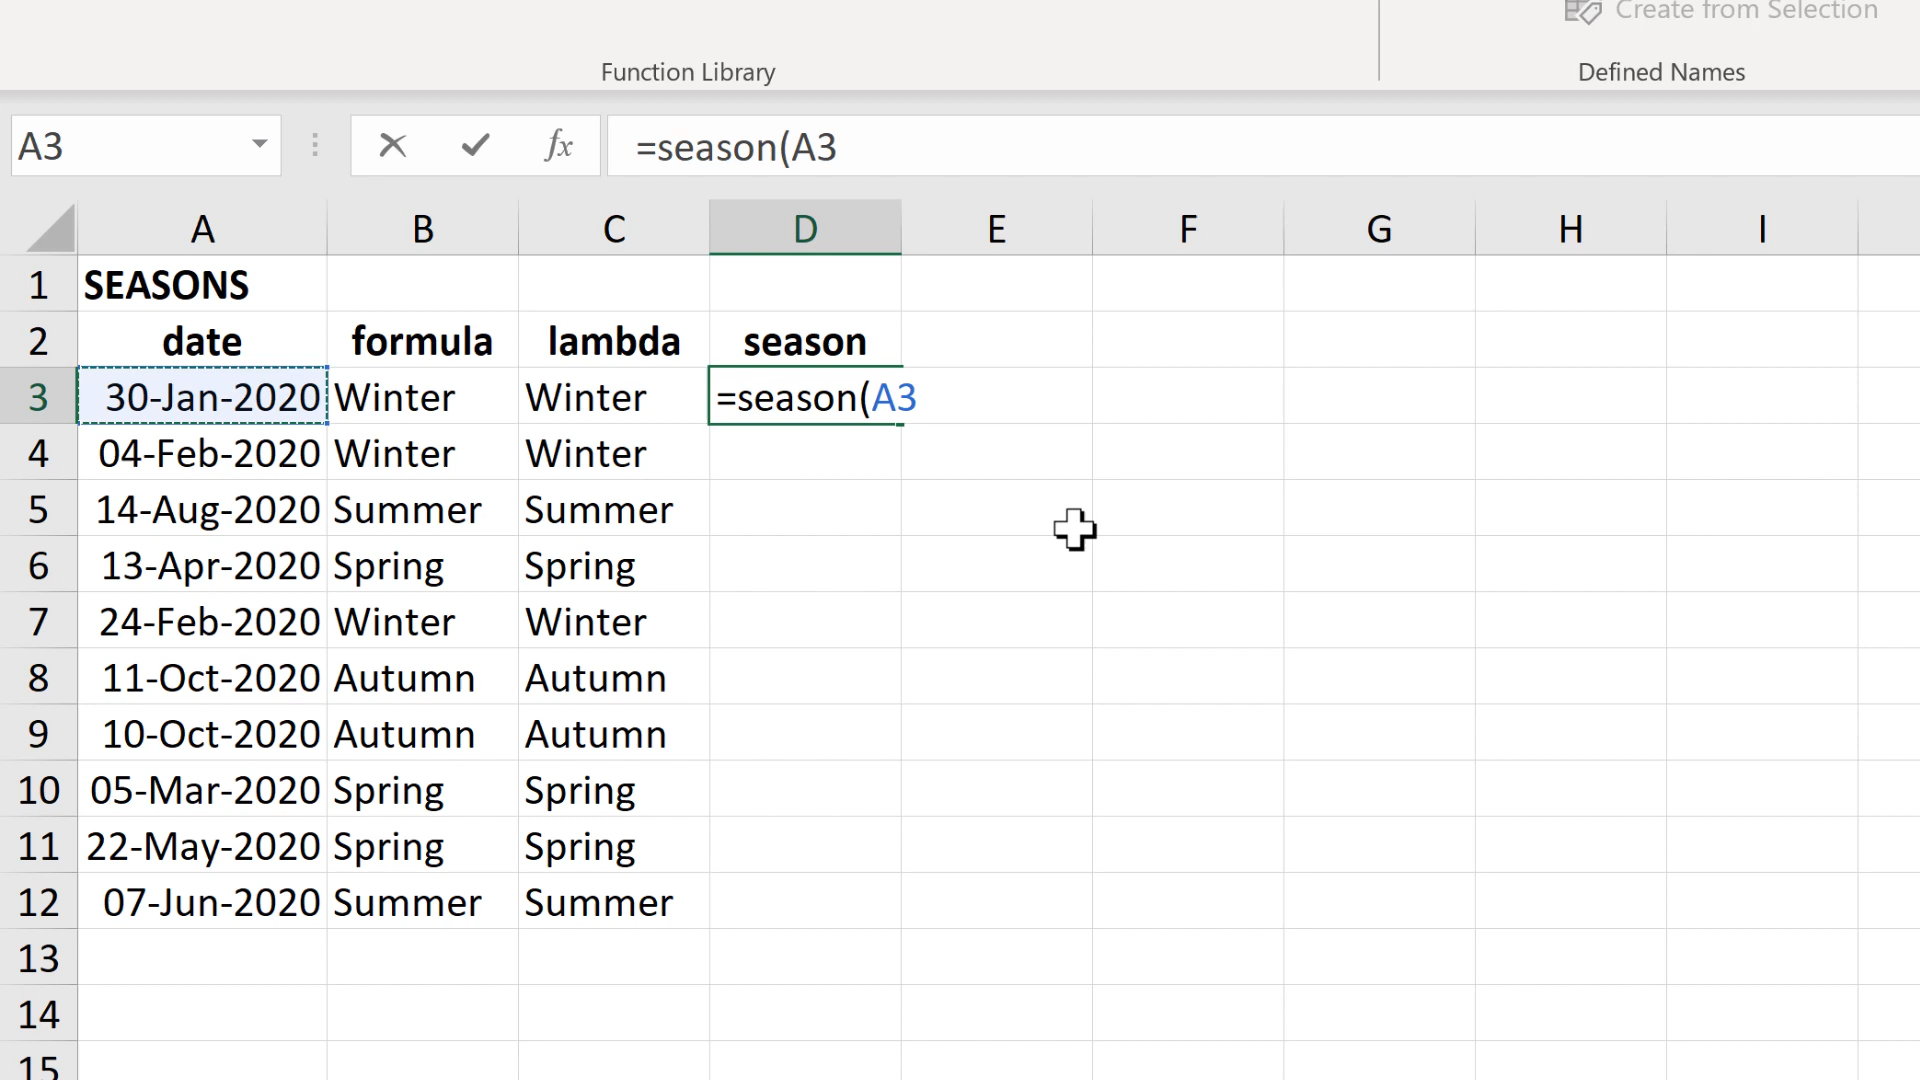 Create from Selection
Function Library
Defined Names
A3
fx
=season(A3
A B C D E F G H I
1 SEASONS
2 date formula lambda season
3 30-Jan-2020 Winter Winter =season(A3
4 04-Feb-2020 Winter Winter
5 14-Aug-2020 Summer Summer
6 13-Apr-2020 Spring Spring
7 24-Feb-2020 Winter Winter
8 11-Oct-2020 Autumn Autumn
9 10-Oct-2020 Autumn Autumn
10 05-Mar-2020 Spring Spring
11 22-May-2020 Spring Spring
12 07-Jun-2020 Summer Summer
13
14
15